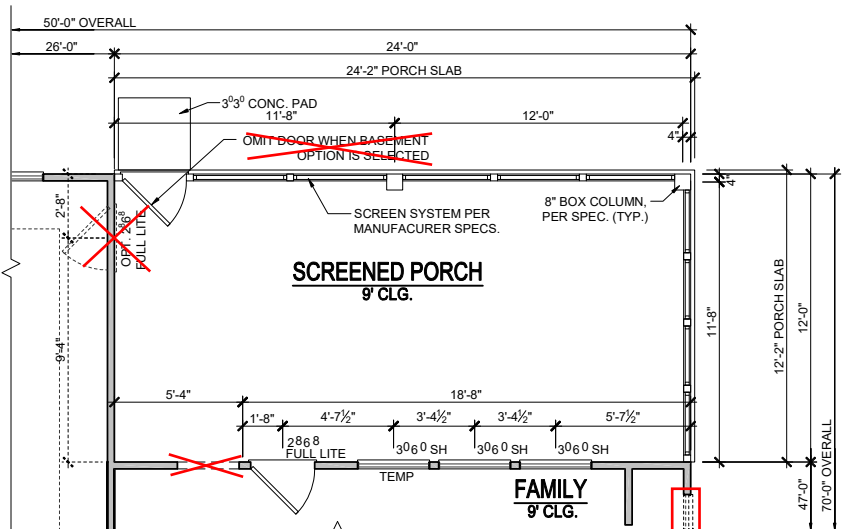 50'-0" OVERALL
26'-0"
24'-0"
24'-2" PORCH SLAB
3⁰3⁰ CONC. PAD
11'-8"
12'-0"
4"
OMIT DOOR WHEN BASEMENT
OPTION IS SELECTED
4"
2'-8"
OPT. 2⁸6⁸
FULL LITE
SCREEN SYSTEM PER
MANUFACURER SPECS.
8" BOX COLUMN,
PER SPEC. (TYP.)
SCREENED PORCH
9' CLG.
9'-4"
11'-8"
12'-2" PORCH SLAB
12'-0"
5'-4"
18'-8"
1'-8"
4'-7½"
3'-4½"
3'-4½"
5'-7½"
2⁸6⁸
FULL LITE
3⁰6⁰ SH
3⁰6⁰ SH
3⁰6⁰ SH
TEMP
FAMILY
9' CLG.
47'-0"
70'-0" OVERALL